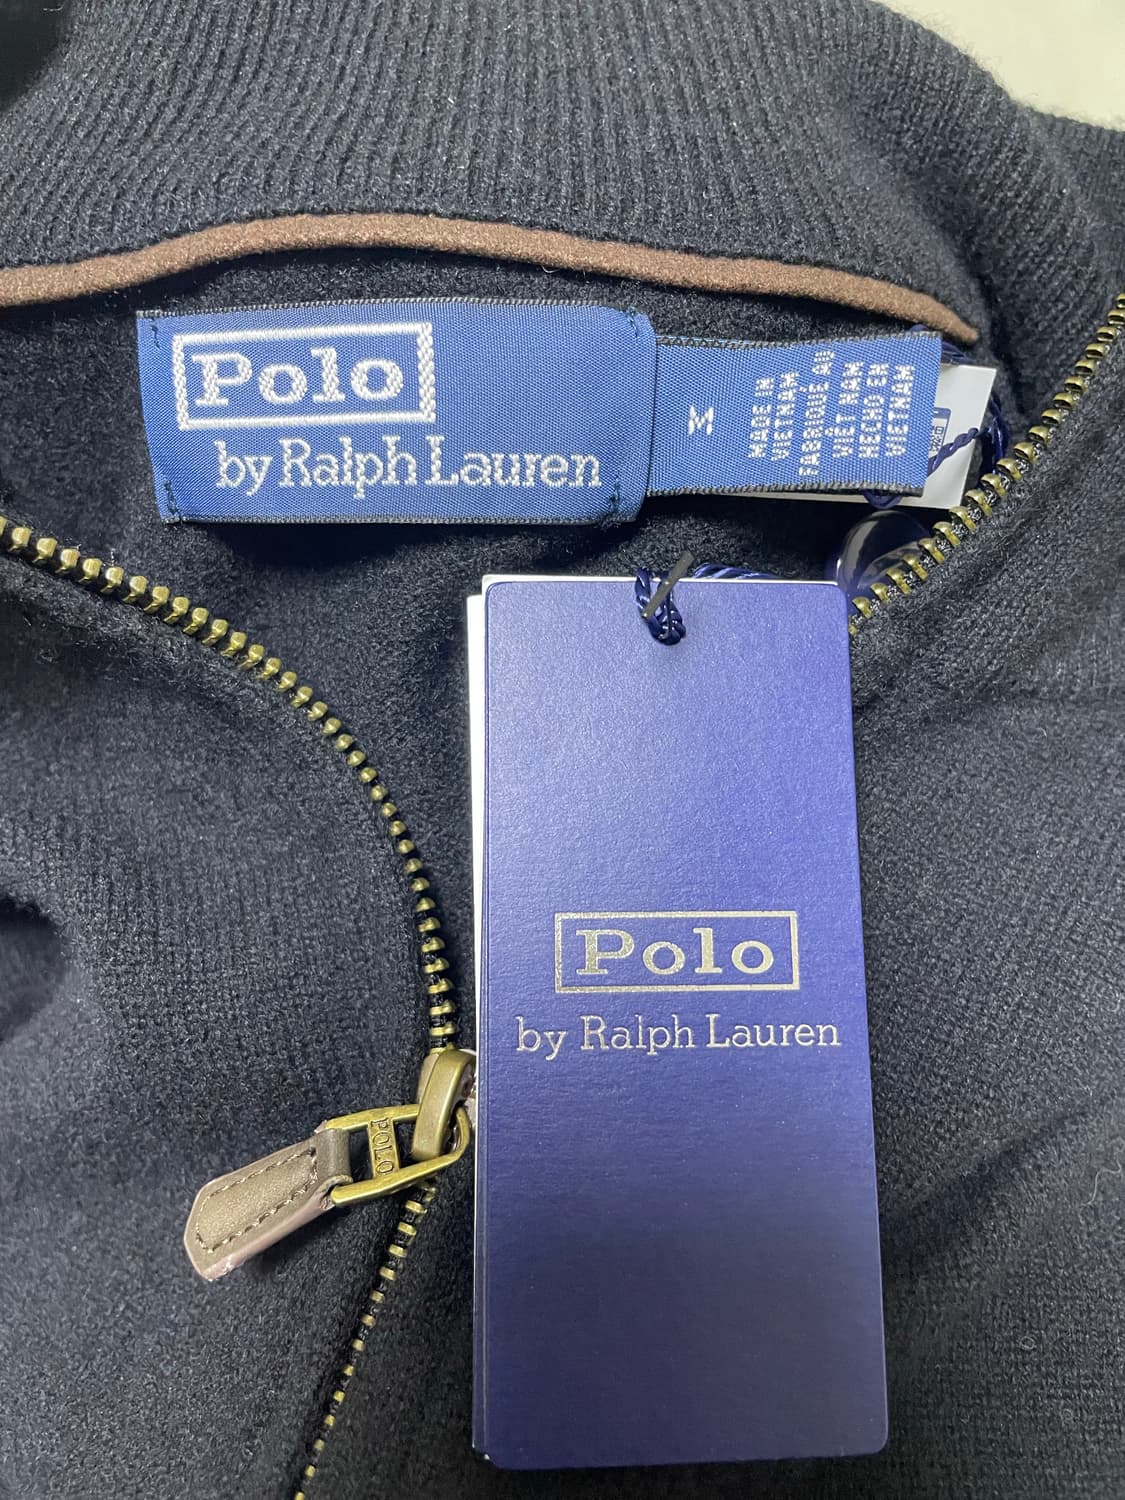 Polo
by Ralph Lauren
M
MADE IN
VIETNAM
FABRIQUÉ AU
VIET NAM
HECHO EN
VIETNAM
Polo
by Ralph Lauren
POLO